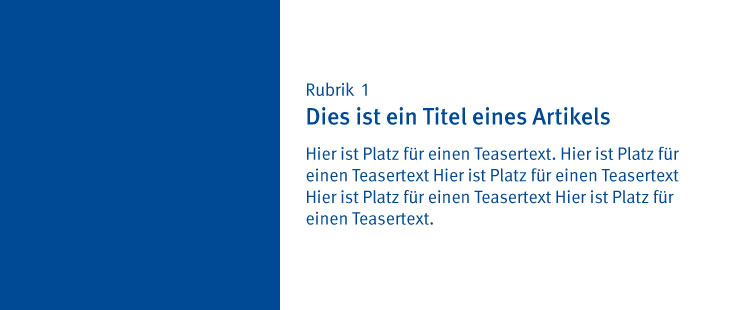 Rubrik 1
Dies ist ein Titel eines Artikels
Hier ist Platz für einen Teasertext. Hier ist Platz für
einen Teasertext Hier ist Platz für einen Teasertext
Hier ist Platz für einen Teasertext Hier ist Platz für
einen Teasertext.